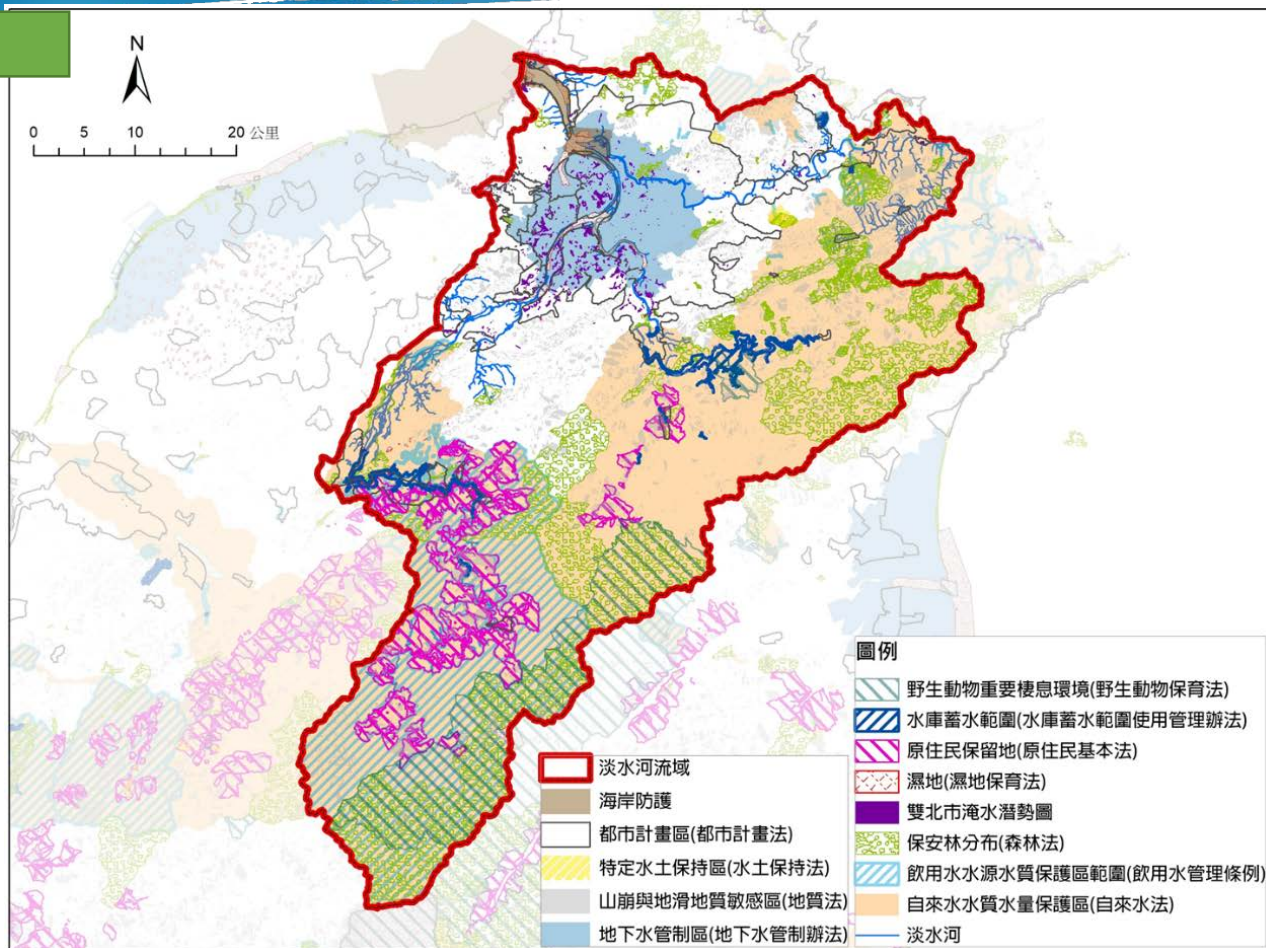 N
0 5 10 20 公里
圖例
野生動物重要棲息環境(野生動物保育法)
水庫蓄水範圍(水庫蓄水範圍使用管理辦法)
原住民保留地(原住民基本法)
濕地(濕地保育法)
雙北市淹水潛勢圖
保安林分布(森林法)
飲用水水源水質保護區範圍(飲用水管理條例)
自來水水質水量保護區(自來水法)
淡水河
淡水河流域
海岸防護
都市計畫區(都市計畫法)
特定水土保持區(水土保持法)
山崩與地滑地質敏感區(地質法)
地下水管制區(地下水管制辦法)